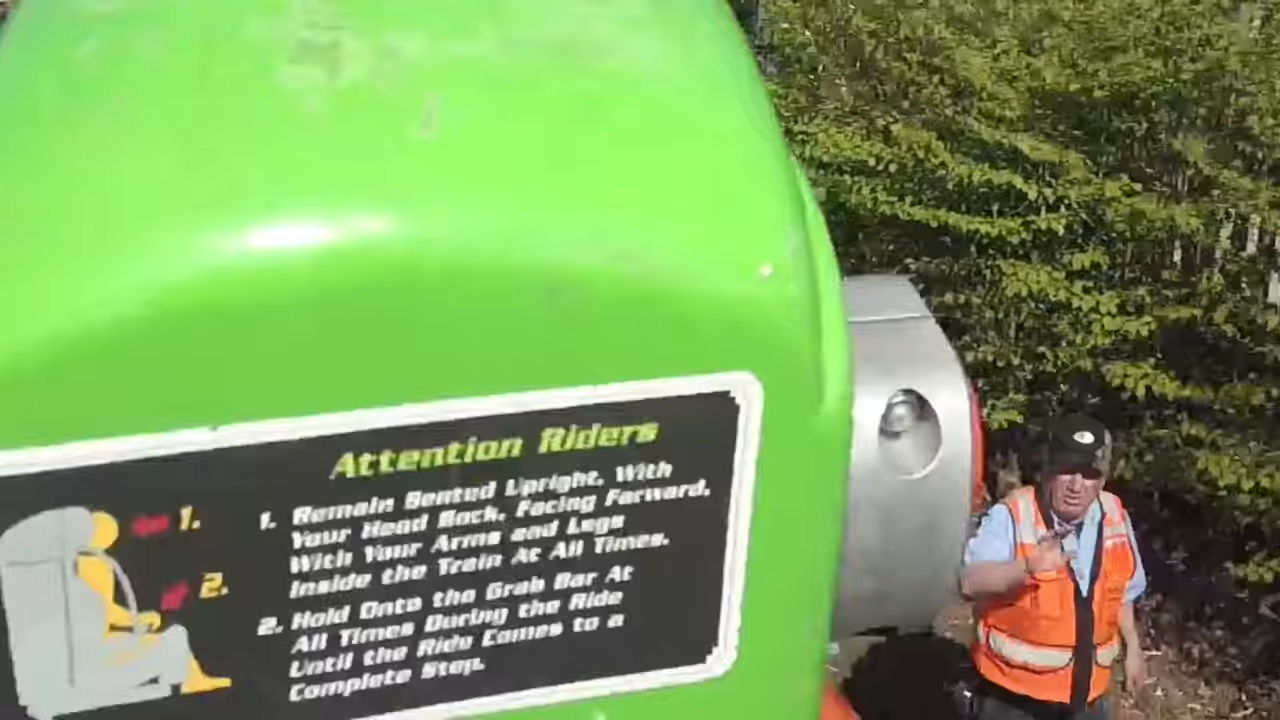 Attention Riders
1.
1. Remain Seated Upright, With
Your Head Back, Facing Forward,
With Your Arms and Legs
Inside the Train At All Times.
2.
2. Hold Onto the Grab Bar At
All Times During the Ride
Until the Ride Comes to a
Complete Stop.